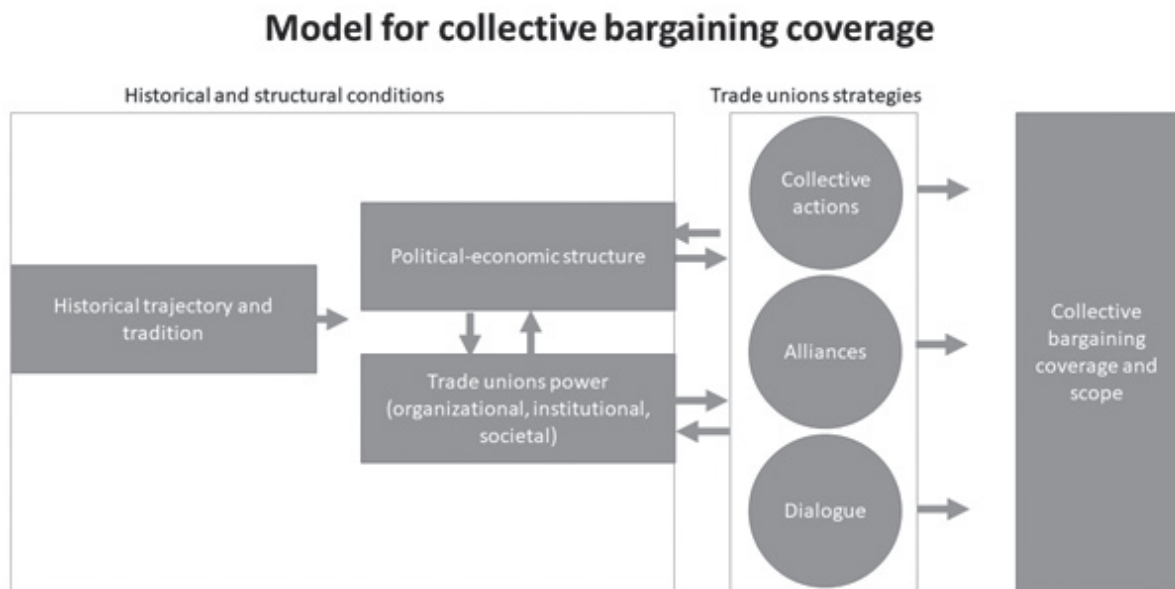 Model for collective bargaining coverage
Historical and structural conditions
Trade unions strategies
Historical trajectory and
tradition
Political-economic structure
Trade unions power
(organizational, institutional,
societal)
Collective
actions
Alliances
Dialogue
Collective
bargaining
coverage and
scope